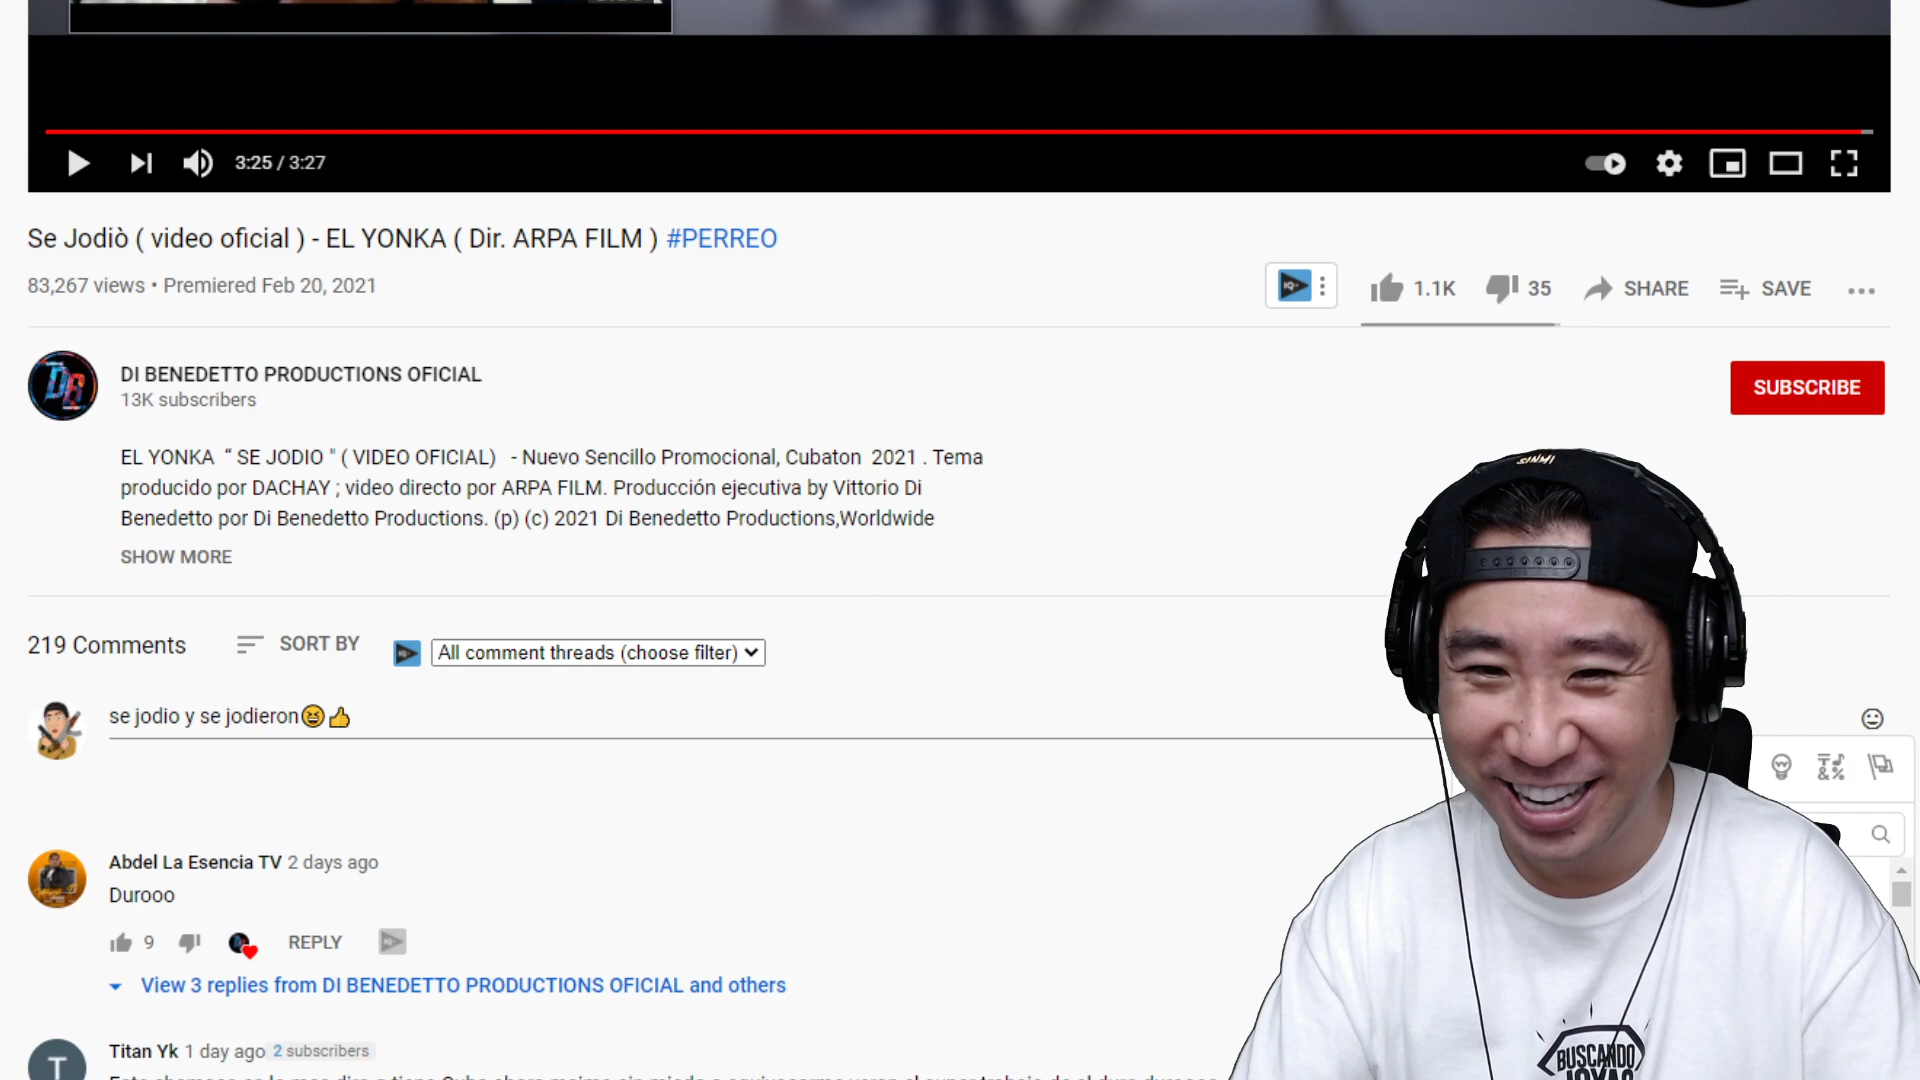 3:25 / 3:27
Se Jodiò ( video oficial ) - EL YONKA ( Dir. ARPA FILM ) #PERREO
83,267 views • Premiered Feb 20, 2021
1.1K 35 SHARE SAVE
DI BENEDETTO PRODUCTIONS OFICIAL
13K subscribers
SUBSCRIBE
EL YONKA “ SE JODIO " ( VIDEO OFICIAL) - Nuevo Sencillo Promocional, Cubaton 2021 . Tema
producido por DACHAY ; video directo por ARPA FILM. Producción ejecutiva by Vittorio Di
Benedetto por Di Benedetto Productions. (p) (c) 2021 Di Benedetto Productions,Worldwide
SHOW MORE
219 Comments SORT BY All comment threads (choose filter)
se jodio y se jodieron😆👍
Abdel La Esencia TV 2 days ago
Durooo
9 REPLY
View 3 replies from DI BENEDETTO PRODUCTIONS OFICIAL and others
T
Titan Yk 1 day ago 2 subscribers
BUSCANDO
JOYAS